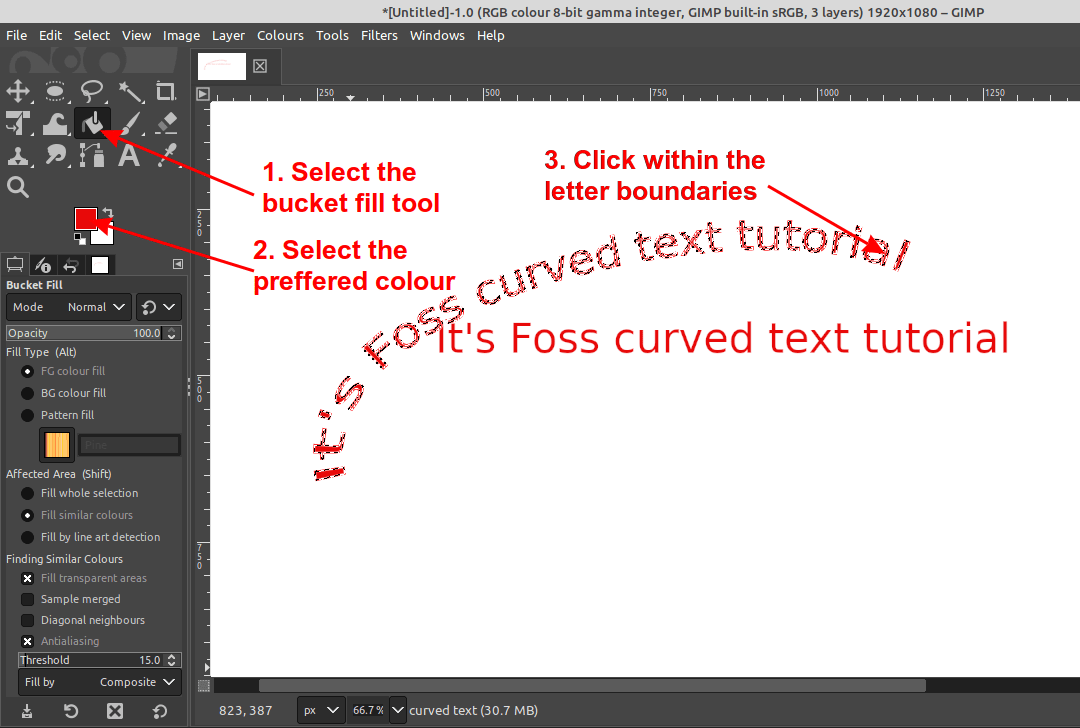 *[Untitled]-1.0 (RGB colour 8-bit gamma integer, GIMP built-in sRGB, 3 layers) 1920x1080 – GIMP
File Edit Select View Image Layer Colours Tools Filters Windows Help
250 500 750 1000 1250
1. Select the
bucket fill tool
2. Select the
preffered colour
3. Click within the
letter boundaries
It's Foss curved text tutorial
It's Foss curved text tutorial
250
500
750
Bucket Fill
Mode Normal
Opacity 100.0
Fill Type (Alt)
FG colour fill
BG colour fill
Pattern fill
Pine
Affected Area (Shift)
Fill whole selection
Fill similar colours
Fill by line art detection
Finding Similar Colours
Fill transparent areas
Sample merged
Diagonal neighbours
Antialiasing
Threshold 15.0
Fill by Composite
823, 387 px 66.7 % curved text (30.7 MB)